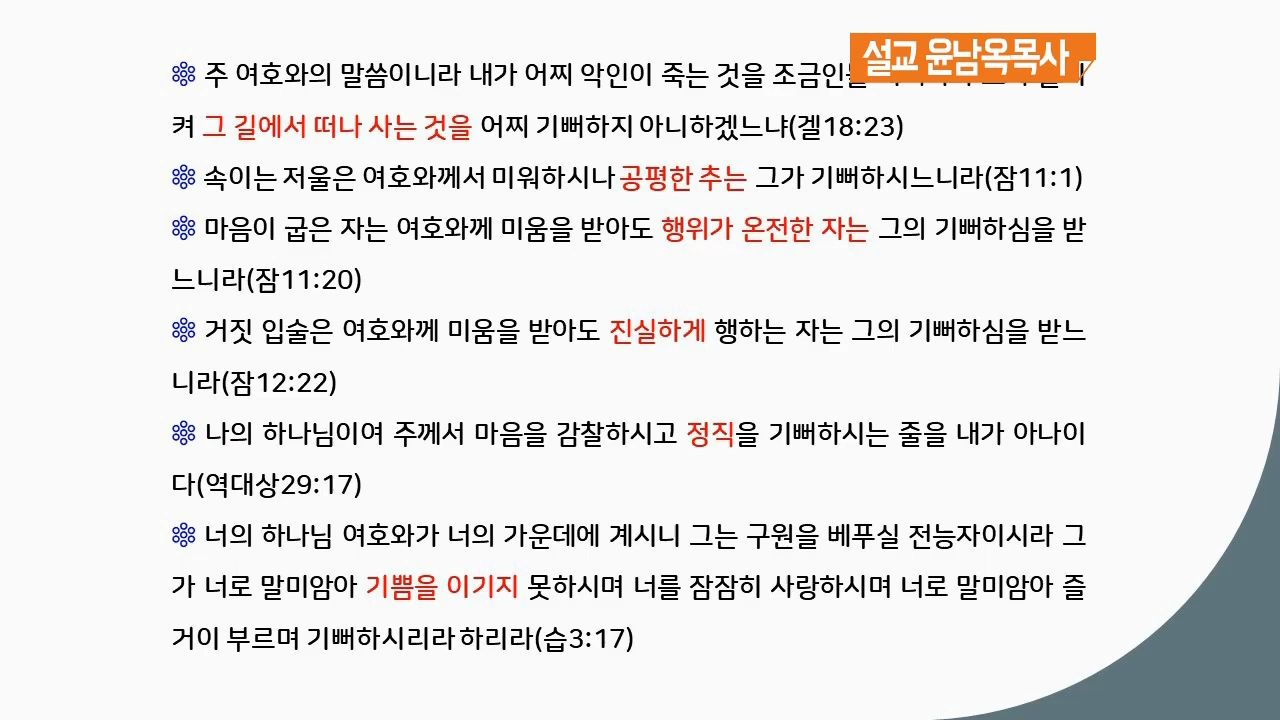 설교 윤남옥목사
※ 주 여호와의 말씀이니라 내가 어찌 악인이 죽는 것을 조금인들
켜 그 길에서 떠나 사는 것을 어찌 기뻐하지 아니하겠느냐(겔18:23)
※ 속이는 저울은 여호와께서 미워하시나 공평한 추는 그가 기뻐하시느니라(잠11:1)
※ 마음이 굽은 자는 여호와께 미움을 받아도 행위가 온전한 자는 그의 기뻐하심을 받
느니라(잠11:20)
※ 거짓 입술은 여호와께 미움을 받아도 진실하게 행하는 자는 그의 기뻐하심을 받느
니라(잠12:22)
※ 나의 하나님이여 주께서 마음을 감찰하시고 정직을 기뻐하시는 줄을 내가 아나이
다(역대상29:17)
※ 너의 하나님 여호와가 너의 가운데에 계시니 그는 구원을 베푸실 전능자이시라 그
가 너로 말미암아 기쁨을 이기지 못하시며 너를 잠잠히 사랑하시며 너로 말미암아 즐
거이 부르며 기뻐하시리라 하리라(습3:17)